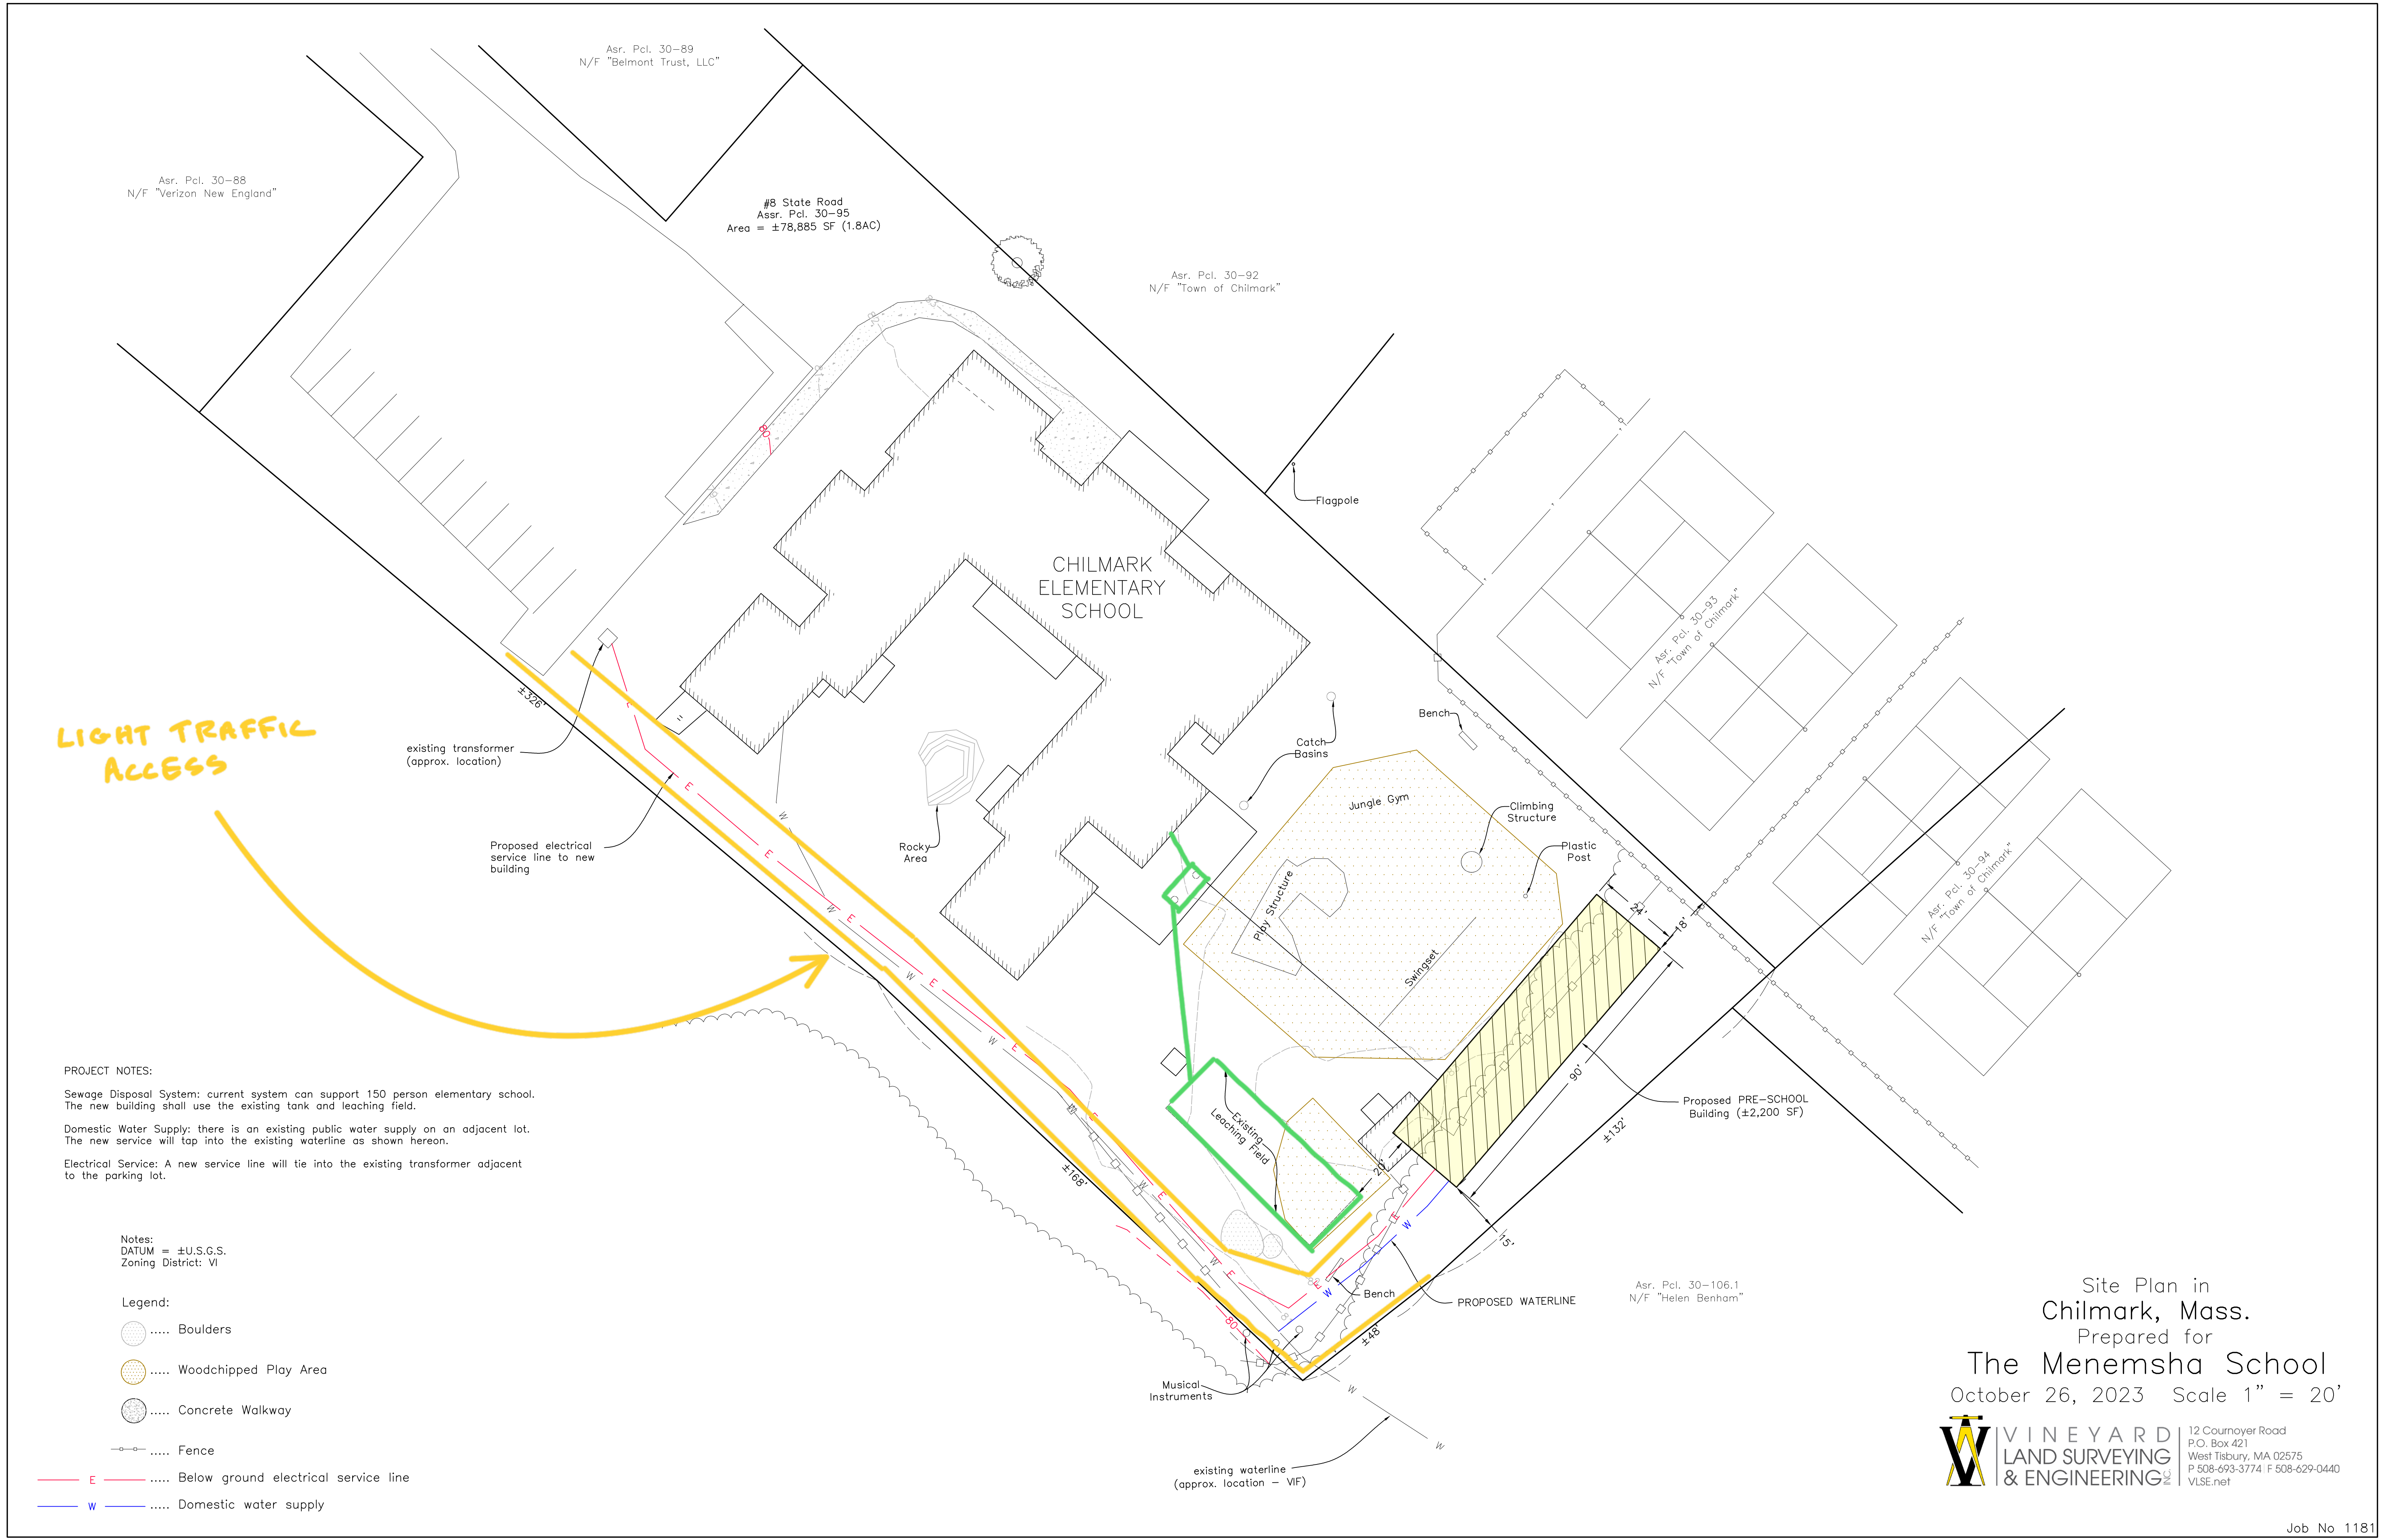 Asr. Pcl. 30-89
N/F "Belmont Trust, LLC"
Asr. Pcl. 30-88
N/F "Verizon New England"
#8 State Road
Assr. Pcl. 30-95
Area = ±78,885 SF (1.8AC)
Asr. Pcl. 30-92
N/F "Town of Chilmark"
80
80
80
80
80
Flagpole
CHILMARK
ELEMENTARY
SCHOOL
Asr. Pcl. 30-93
N/F "Town of Chilmark"
±326'
LIGHT TRAFFIC
ACCESS
existing transformer
(approx. location)
E
Bench
Catch
Basins
E
W
Jungle Gym
Climbing
Structure
Proposed electrical
service line to new
building
Rocky
Area
Plastic
Post
E
Asr. Pcl. 30-94
N/F "Town of Chilmark"
Play Structure
24'
18'
W
E
Swingset
W
E
W
E
90'
PROJECT NOTES:
Sewage Disposal System: current system can support 150 person elementary school.
The new building shall use the existing tank and leaching field.
Domestic Water Supply: there is an existing public water supply on an adjacent lot.
The new service will tap into the existing waterline as shown hereon.
Electrical Service: A new service line will tie into the existing transformer adjacent
to the parking lot.
Proposed PRE-SCHOOL
Building (±2,200 SF)
W
E
Existing
Leaching Field
±132'
20'
±168'
W
E
E
W
15'
W
E
E
W
Bench
PROPOSED WATERLINE
80
±48'
Asr. Pcl. 30-106.1
N/F "Helen Benham"
Musical
Instruments
W
existing waterline
(approx. location - VIF)
W
Notes:
DATUM = ±U.S.G.S.
Zoning District: VI
Legend:
..... Boulders
..... Woodchipped Play Area
..... Concrete Walkway
..... Fence
E ..... Below ground electrical service line
W ..... Domestic water supply
Site Plan in
Chilmark, Mass.
Prepared for
The Menemsha School
October 26, 2023 Scale 1" = 20'
VINEYARD
LAND SURVEYING
& ENGINEERING INC.
12 Cournoyer Road
P.O. Box 421
West Tisbury, MA 02575
P 508-693-3774 | F 508-629-0440
VLSE.net
Job No 1181